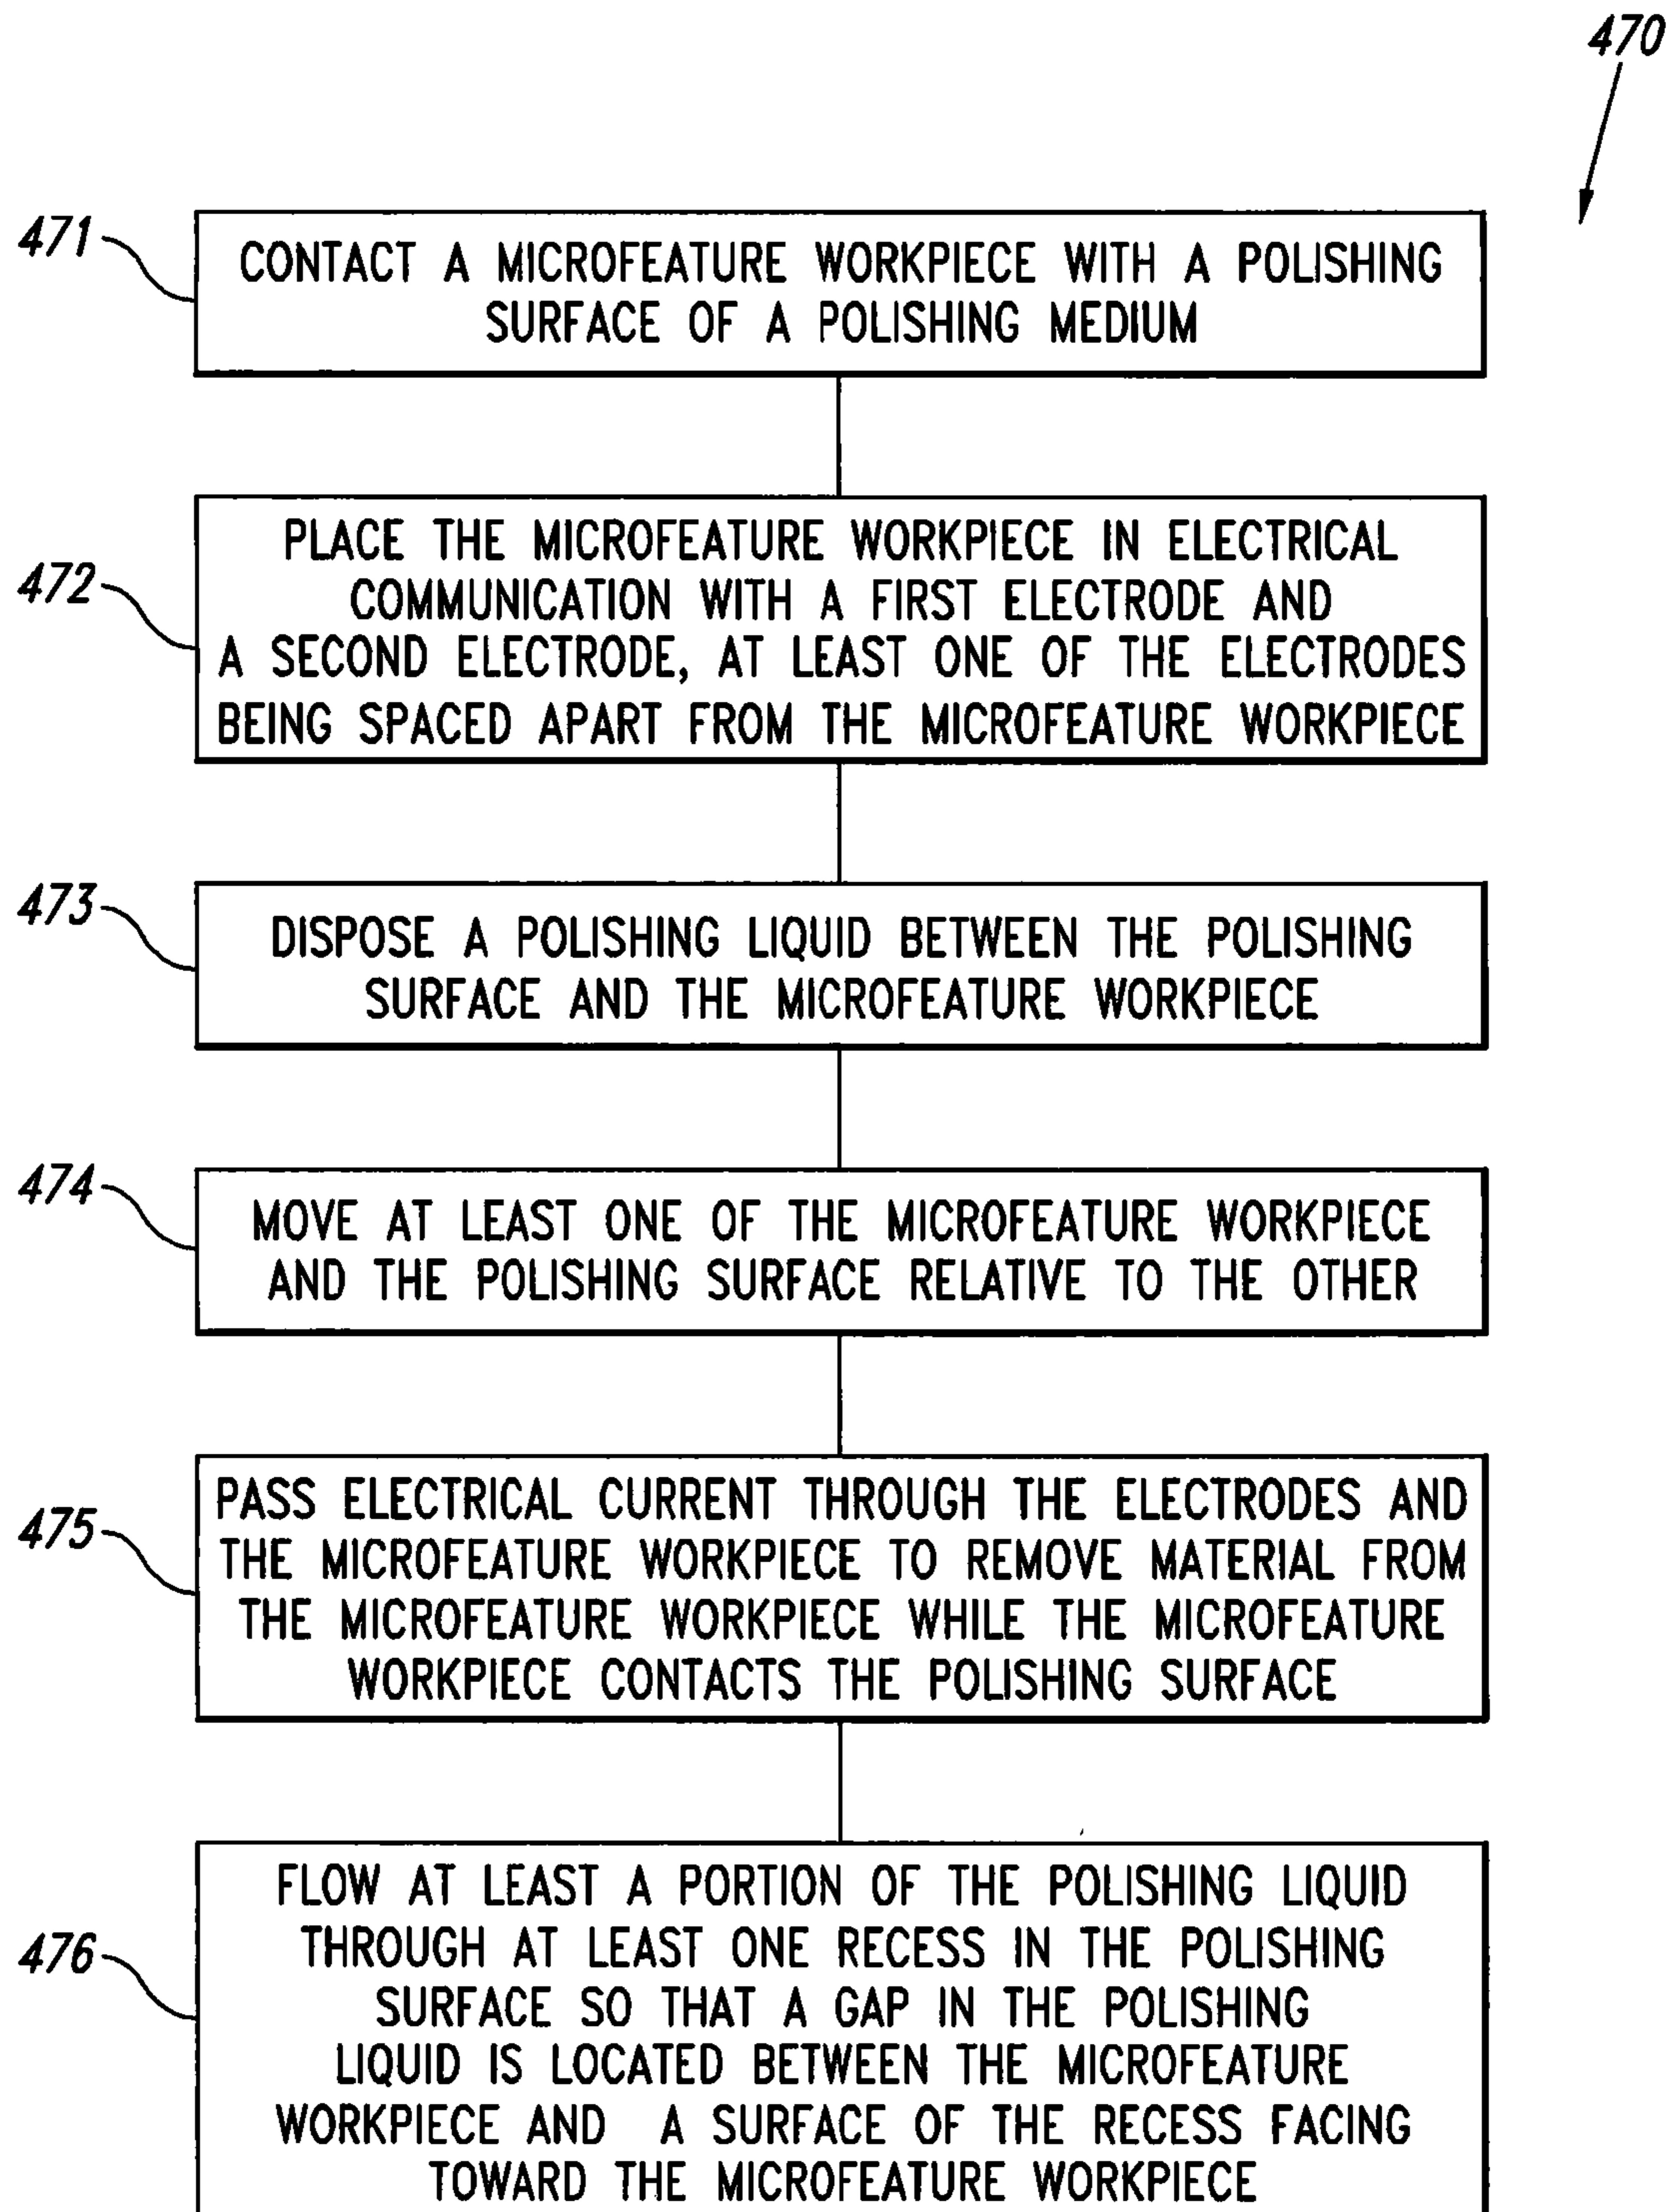 470
471
CONTACT A MICROFEATURE WORKPIECE WITH A POLISHING
SURFACE OF A POLISHING MEDIUM
472
PLACE THE MICROFEATURE WORKPIECE IN ELECTRICAL
COMMUNICATION WITH A FIRST ELECTRODE AND
A SECOND ELECTRODE, AT LEAST ONE OF THE ELECTRODES
BEING SPACED APART FROM THE MICROFEATURE WORKPIECE
473
DISPOSE A POLISHING LIQUID BETWEEN THE POLISHING
SURFACE AND THE MICROFEATURE WORKPIECE
474
MOVE AT LEAST ONE OF THE MICROFEATURE WORKPIECE
AND THE POLISHING SURFACE RELATIVE TO THE OTHER
475
PASS ELECTRICAL CURRENT THROUGH THE ELECTRODES AND
THE MICROFEATURE WORKPIECE TO REMOVE MATERIAL FROM
THE MICROFEATURE WORKPIECE WHILE THE MICROFEATURE
WORKPIECE CONTACTS THE POLISHING SURFACE
476
FLOW AT LEAST A PORTION OF THE POLISHING LIQUID
THROUGH AT LEAST ONE RECESS IN THE POLISHING
SURFACE SO THAT A GAP IN THE POLISHING
LIQUID IS LOCATED BETWEEN THE MICROFEATURE
WORKPIECE AND A SURFACE OF THE RECESS FACING
TOWARD THE MICROFEATURE WORKPIECE